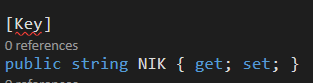 [Key]
0 references
public string NIK { get; set; }